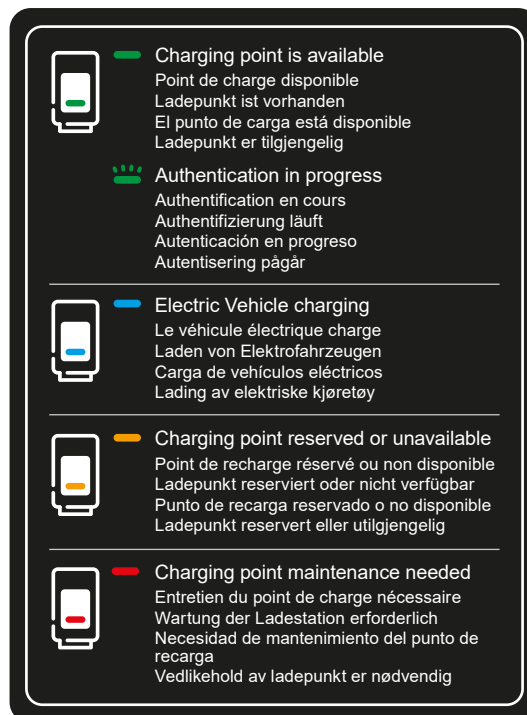 Charging point is available
Point de charge disponible
Ladepunkt ist vorhanden
El punto de carga está disponible
Ladepunkt er tilgjengelig
Authentication in progress
Authentification en cours
Authentifizierung läuft
Autenticación en progreso
Autentisering pågår
Electric Vehicle charging
Le véhicule électrique charge
Laden von Elektrofahrzeugen
Carga de vehículos eléctricos
Lading av elektriske kjøretøy
Charging point reserved or unavailable
Point de recharge réservé ou non disponible
Ladepunkt reserviert oder nicht verfügbar
Punto de recarga reservado o no disponible
Ladepunkt reservert eller utilgjengelig
Charging point maintenance needed
Entretien du point de charge nécessaire
Wartung der Ladestation erforderlich
Necesidad de mantenimiento del punto de
recarga
Vedlikehold av ladepunkt er nødvendig